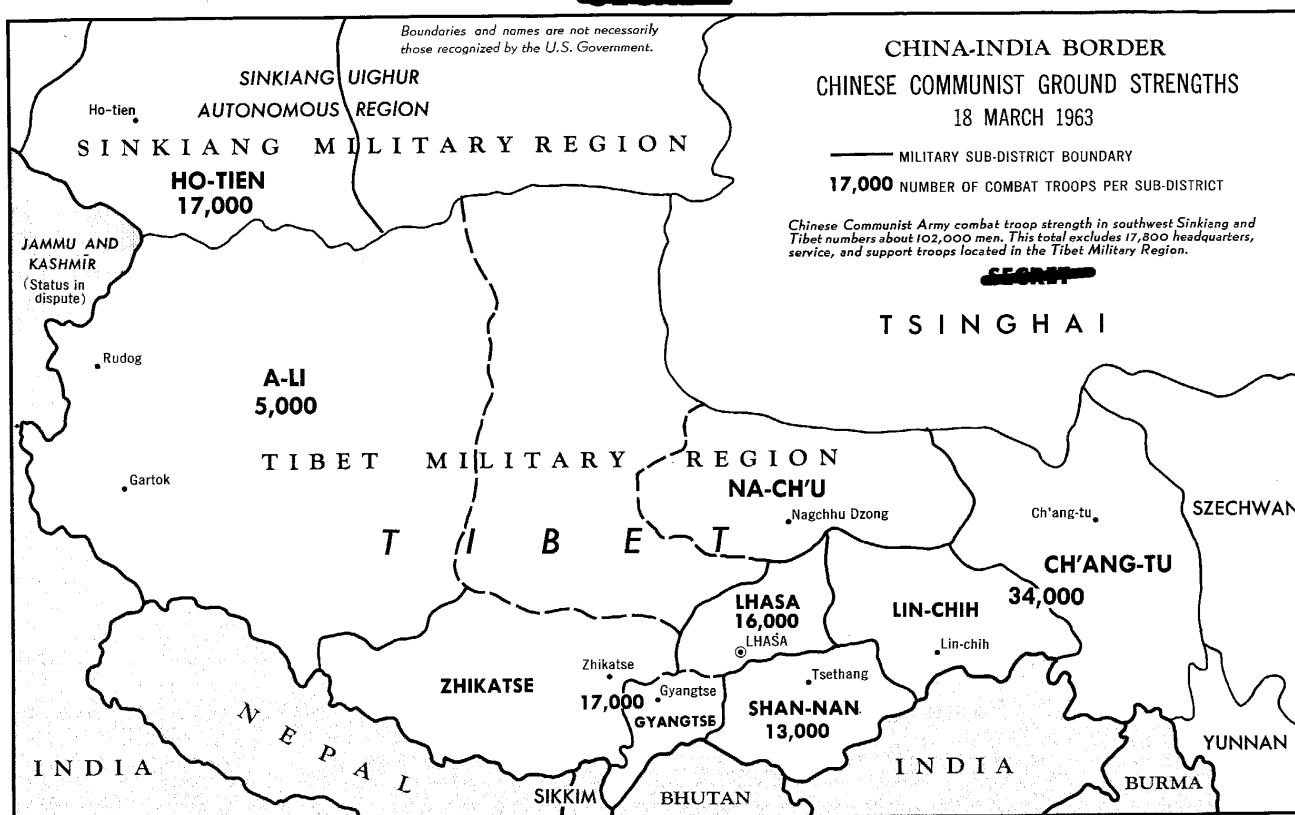 Boundaries and names are not necessarily
those recognized by the U.S. Government.
CHINA-INDIA BORDER
CHINESE COMMUNIST GROUND STRENGTHS
18 MARCH 1963
MILITARY SUB-DISTRICT BOUNDARY
17,000 NUMBER OF COMBAT TROOPS PER SUB-DISTRICT
Chinese Communist Army combat troop strength in southwest Sinkiang and
Tibet numbers about 102,000 men. This total excludes 17,800 headquarters,
service, and support troops located in the Tibet Military Region.
SECRET
SINKIANG UIGHUR
AUTONOMOUS REGION
Ho-tien
SINKIANG MILITARY REGION
HO-TIEN
17,000
JAMMU AND
KASHMĪR
(Status in
dispute)
TSINGHAI
Rudog
A-LI
5,000
TIBET MILITARY REGION
Gartok
NA-CH'U
Nagchhu Dzong
Ch'ang-tu
SZECHWAN
TIBET
CH'ANG-TU
34,000
LHASA
16,000
LHASA
LIN-CHIH
Lin-chih
ZHIKATSE
Zhikatse
17,000
Gyangtse
GYANGTSE
Tsethang
SHAN-NAN
13,000
NEPAL
INDIA
SIKKIM
BHUTAN
INDIA
BURMA
YUNNAN